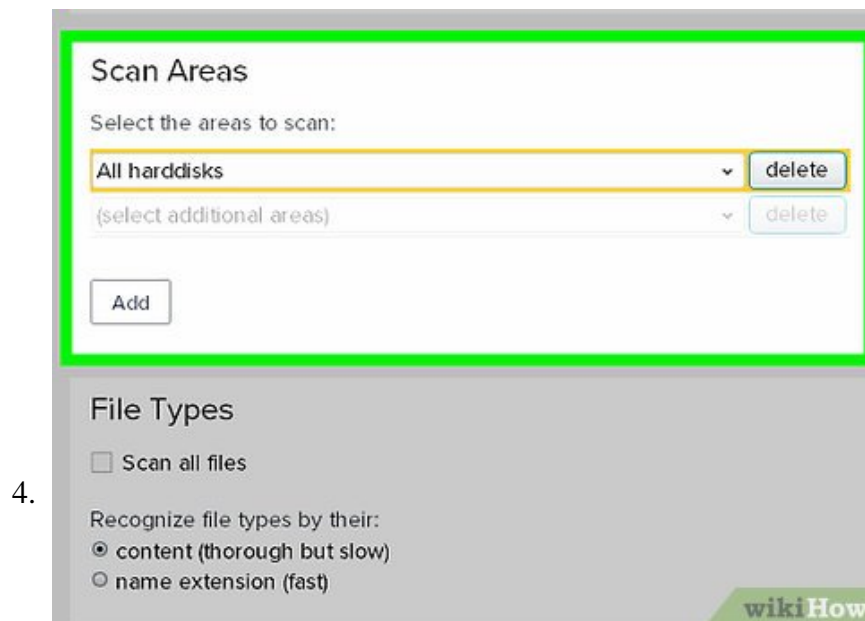 Scan Areas
Select the areas to scan:
All harddisks
delete
(select additional areas)
delete
Add
File Types
Scan all files
4.
Recognize file types by their:
content (thorough but slow)
name extension (fast)
wikiHow